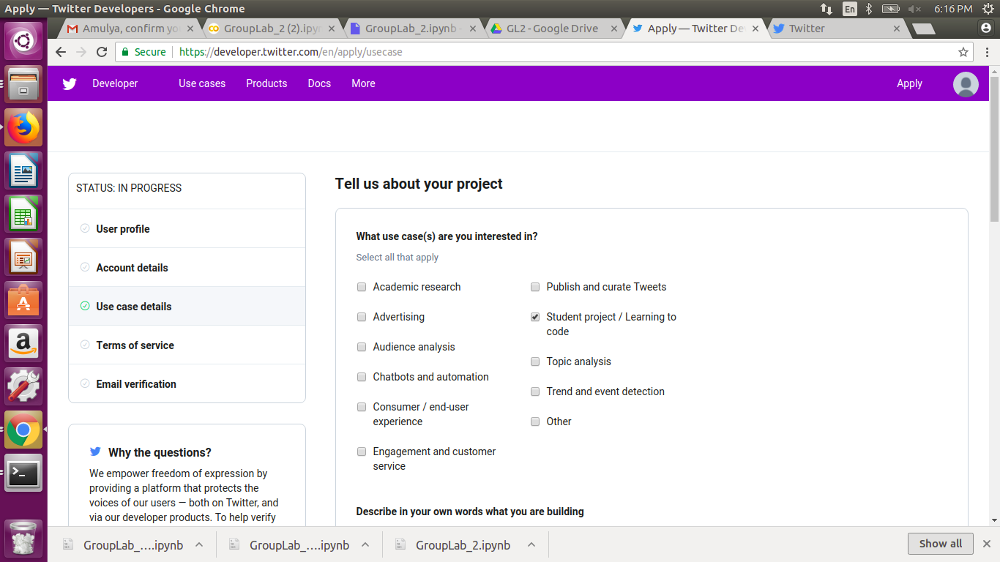 Apply — Twitter Developers - Google Chrome
En
6:16 PM
Amulya, confirm yo
GroupLab_2 (2).ipyn
GroupLab_2.ipynb -
GL2 - Google Drive
Apply — Twitter De
Twitter
Secure
https://developer.twitter.com/en/apply/usecase
Developer
Use cases
Products
Docs
More
Apply
STATUS: IN PROGRESS
User profile
Account details
Use case details
Terms of service
Email verification
Why the questions?
We empower freedom of expression by
providing a platform that protects the
voices of our users — both on Twitter, and
via our developer products. To help verify
Tell us about your project
What use case(s) are you interested in?
Select all that apply
Academic research
Advertising
Audience analysis
Chatbots and automation
Consumer / end-user
experience
Engagement and customer
service
Publish and curate Tweets
Student project / Learning to
code
Topic analysis
Trend and event detection
Other
Describe in your own words what you are building
GroupLab_....ipynb
GroupLab_....ipynb
GroupLab_2.ipynb
Show all